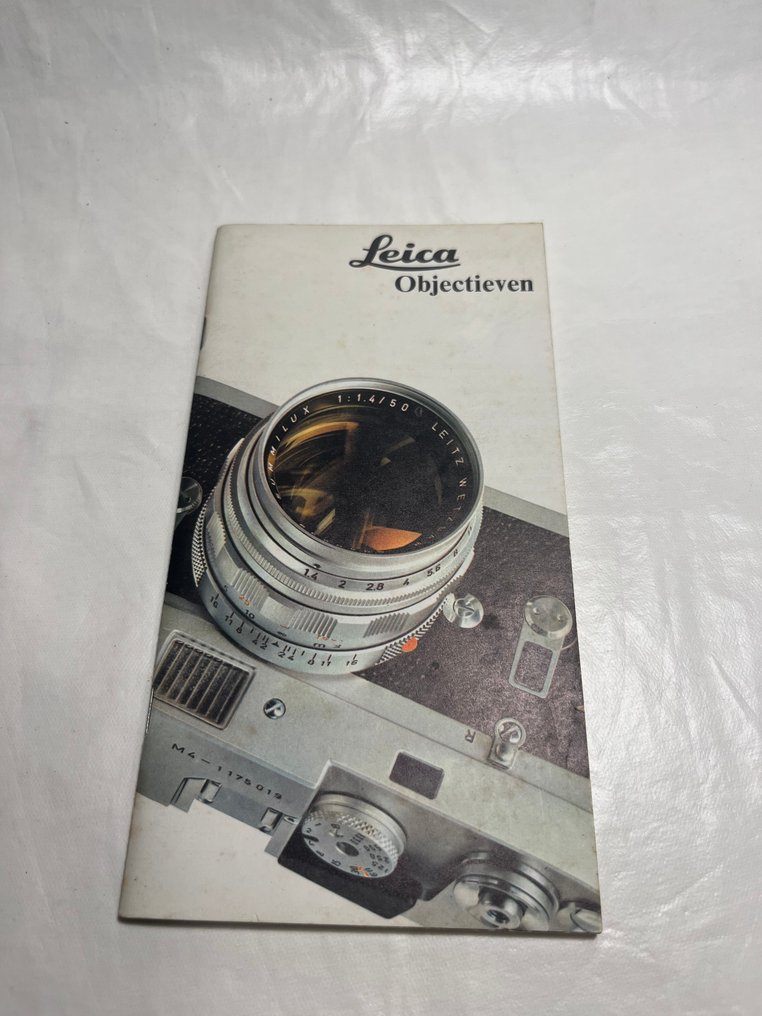 Leica
Objectieven
1:1.4/50 LEITZ
1.4 2 2.8 4 5.6 8
M4-1175019
R